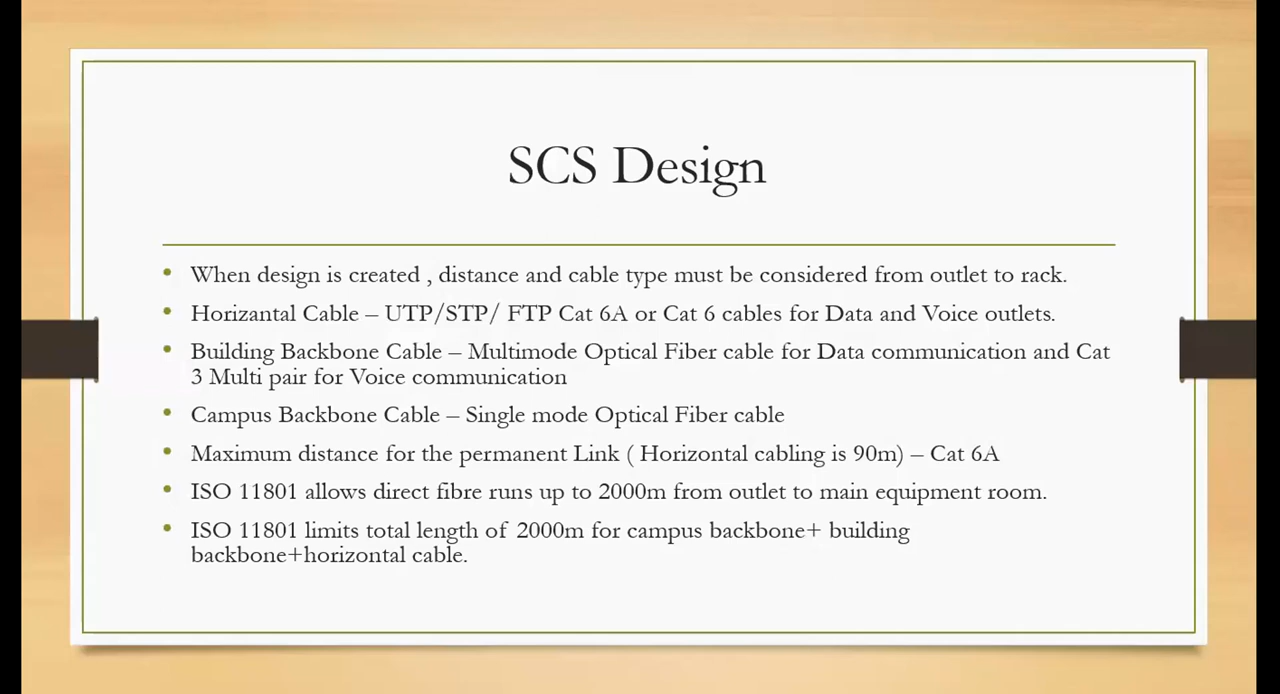 SCS Design
• When design is created , distance and cable type must be considered from outlet to rack.
• Horizantal Cable – UTP/STP/ FTP Cat 6A or Cat 6 cables for Data and Voice outlets.
• Building Backbone Cable – Multimode Optical Fiber cable for Data communication and Cat
3 Multi pair for Voice communication
• Campus Backbone Cable – Single mode Optical Fiber cable
• Maximum distance for the permanent Link ( Horizontal cabling is 90m) – Cat 6A
• ISO 11801 allows direct fibre runs up to 2000m from outlet to main equipment room.
• ISO 11801 limits total length of 2000m for campus backbone+ building
backbone+horizontal cable.